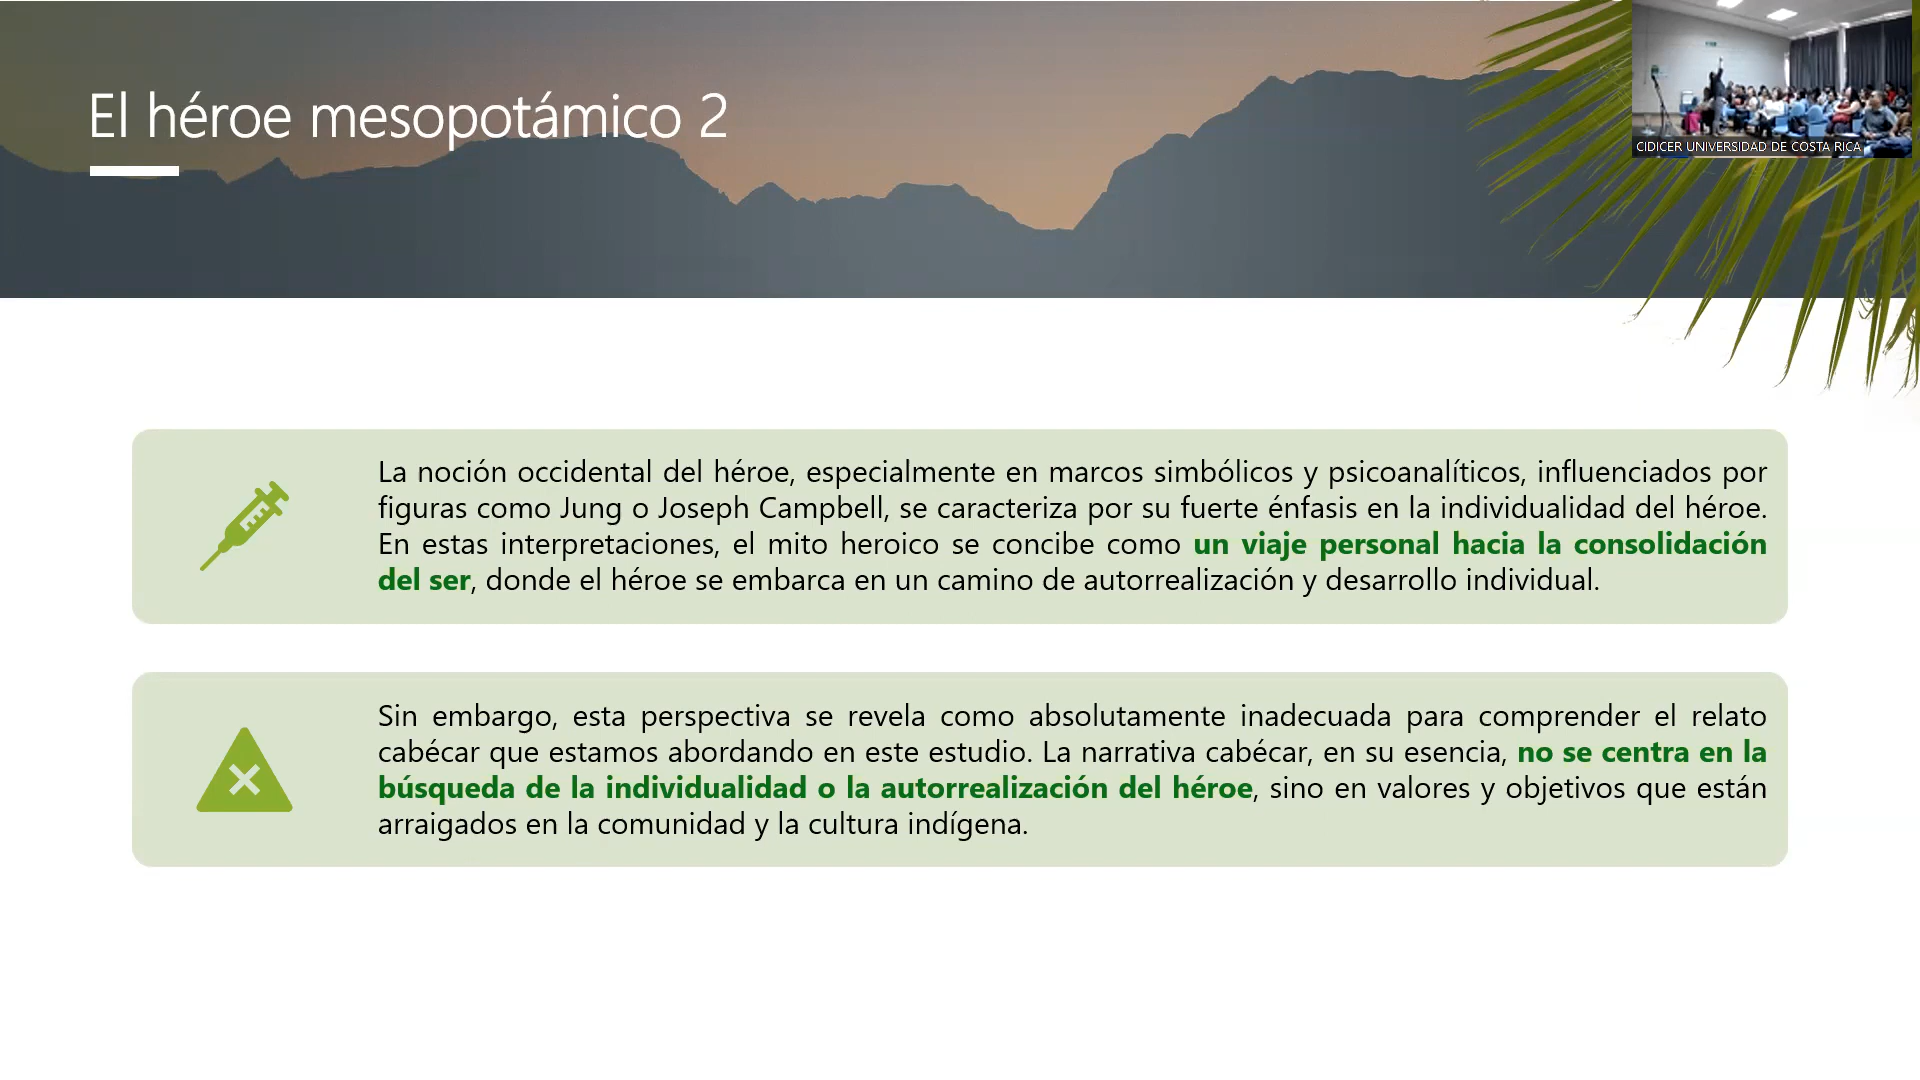 El héroe mesopotámico 2
CIDICER UNIVERSIDAD DE COSTA RICA
La noción occidental del héroe, especialmente en marcos simbólicos y psicoanalíticos, influenciados por
figuras como Jung o Joseph Campbell, se caracteriza por su fuerte énfasis en la individualidad del héroe.
En estas interpretaciones, el mito heroico se concibe como un viaje personal hacia la consolidación
del ser, donde el héroe se embarca en un camino de autorrealización y desarrollo individual.
Sin embargo, esta perspectiva se revela como absolutamente inadecuada para comprender el relato
cabécar que estamos abordando en este estudio. La narrativa cabécar, en su esencia, no se centra en la
búsqueda de la individualidad o la autorrealización del héroe, sino en valores y objetivos que están
arraigados en la comunidad y la cultura indígena.